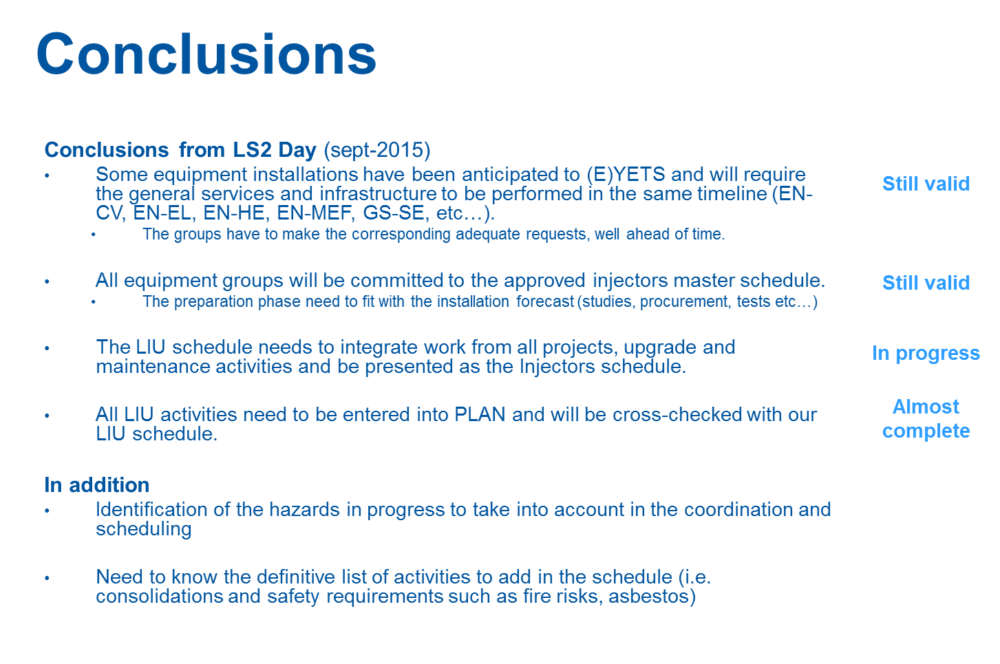 Conclusions
Conclusions from LS2 Day (sept-2015)
• Some equipment installations have been anticipated to (E)YETS and will require
the general services and infrastructure to be performed in the same timeline (EN-
CV, EN-EL, EN-HE, EN-MEF, GS-SE, etc…).
Still valid
• The groups have to make the corresponding adequate requests, well ahead of time.
• All equipment groups will be committed to the approved injectors master schedule.
Still valid
• The preparation phase need to fit with the installation forecast (studies, procurement, tests etc…)
• The LIU schedule needs to integrate work from all projects, upgrade and
maintenance activities and be presented as the Injectors schedule.
In progress
• All LIU activities need to be entered into PLAN and will be cross-checked with our
LIU schedule.
Almost
complete
In addition
• Identification of the hazards in progress to take into account in the coordination and
scheduling
• Need to know the definitive list of activities to add in the schedule (i.e.
consolidations and safety requirements such as fire risks, asbestos)